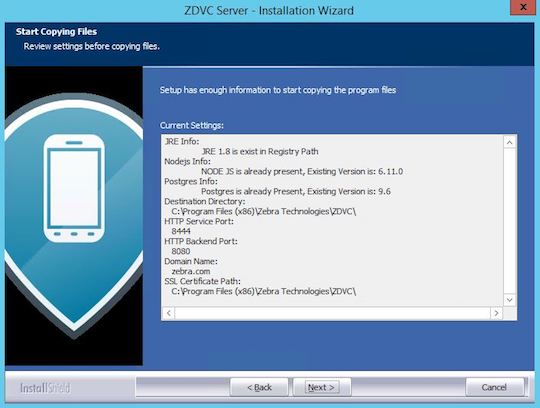 ZDVC Server - Installation Wizard
x
Start Copying Files
Review settings before copying files.
Setup has enough information to start copying the program files
Current Settings:
JRE Info:
JRE 1.8 is exist in Registry Path
Nodejs Info:
NODE JS is already present, Existing Version is: 6.11.0
Postgres Info:
Postgres is already Present, Existing Version is: 9.6
Destination Directory:
C:\Program Files (x86)\Zebra Technologies\ZDVC\
HTTP Service Port:
8444
HTTP Backend Port:
8080
Domain Name:
zebra.com
SSL Certificate Path:
C:\Program Files (x86)\Zebra Technologies\ZDVC\
InstallShield
< Back
Next >
Cancel